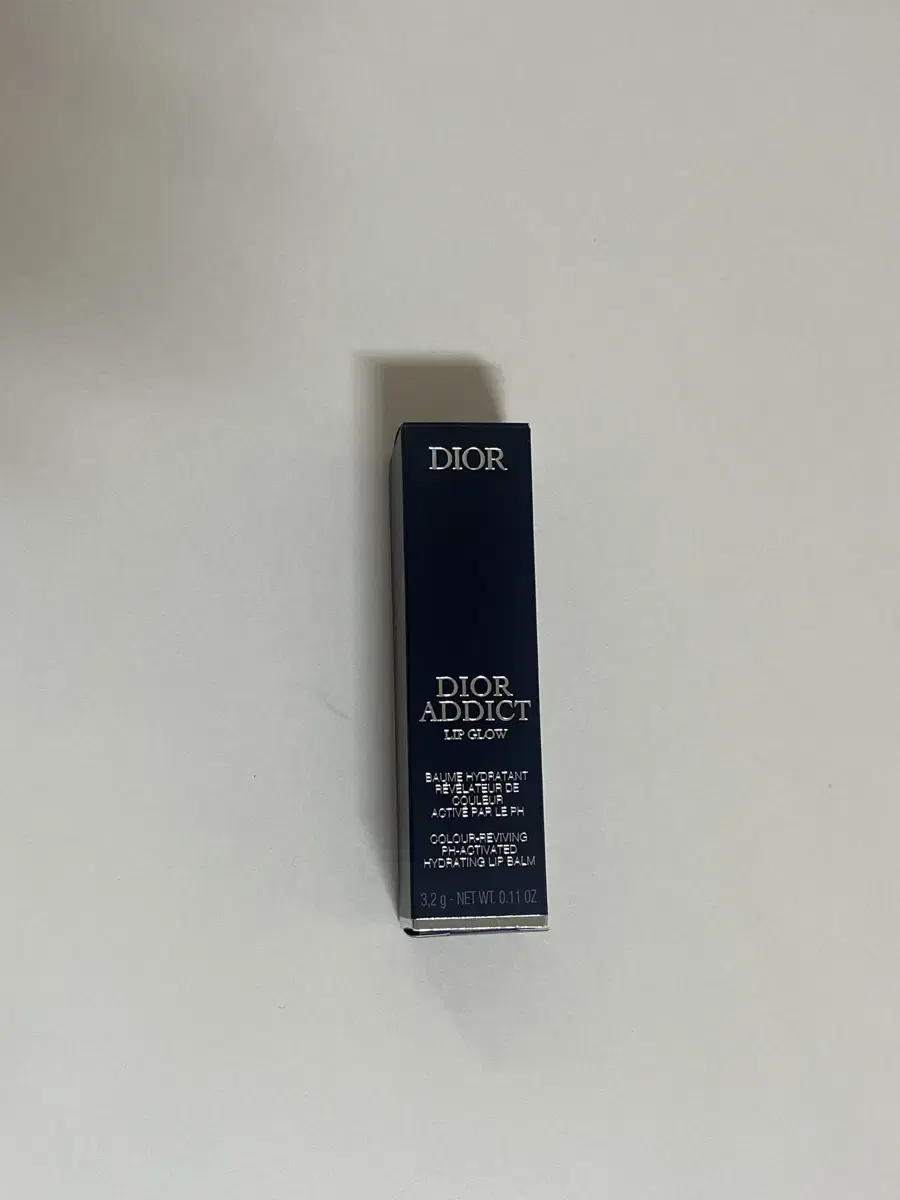 DIOR
DIOR
ADDICT
LIP GLOW
BAUME HYDRATANT
RÉVÉLATEUR DE
COULEUR
ACTIVÉ PAR LE PH
COLOUR-REVIVING
PH-ACTIVATED
HYDRATING LIP BALM
3,2 g - NET WT. 0.11 OZ